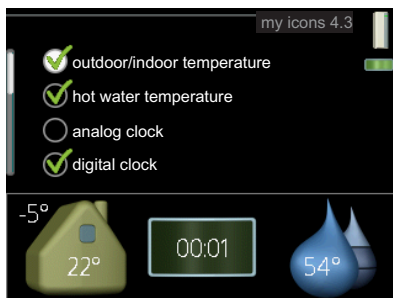 my icons 4.3
outdoor/indoor temperature
hot water temperature
analog clock
digital clock
-5°
22°
00:01
54°